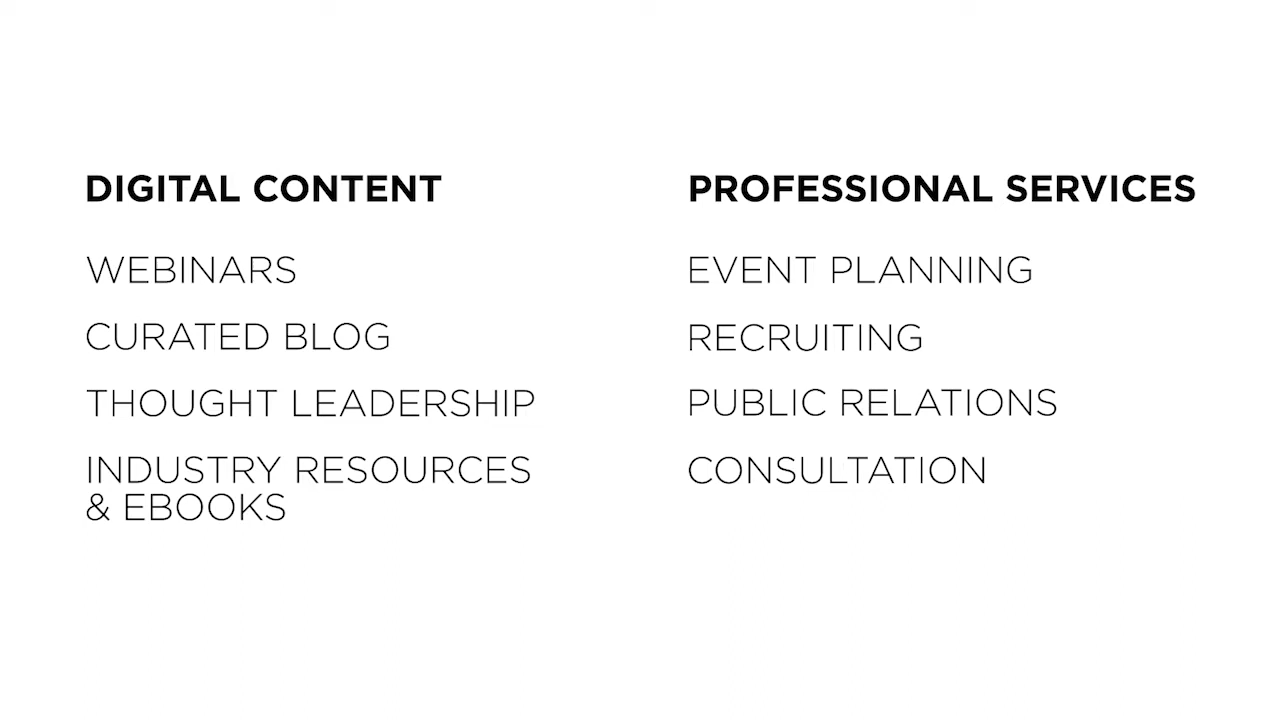 DIGITAL CONTENT
WEBINARS
CURATED BLOG
THOUGHT LEADERSHIP
INDUSTRY RESOURCES
& EBOOKS
PROFESSIONAL SERVICES
EVENT PLANNING
RECRUITING
PUBLIC RELATIONS
CONSULTATION